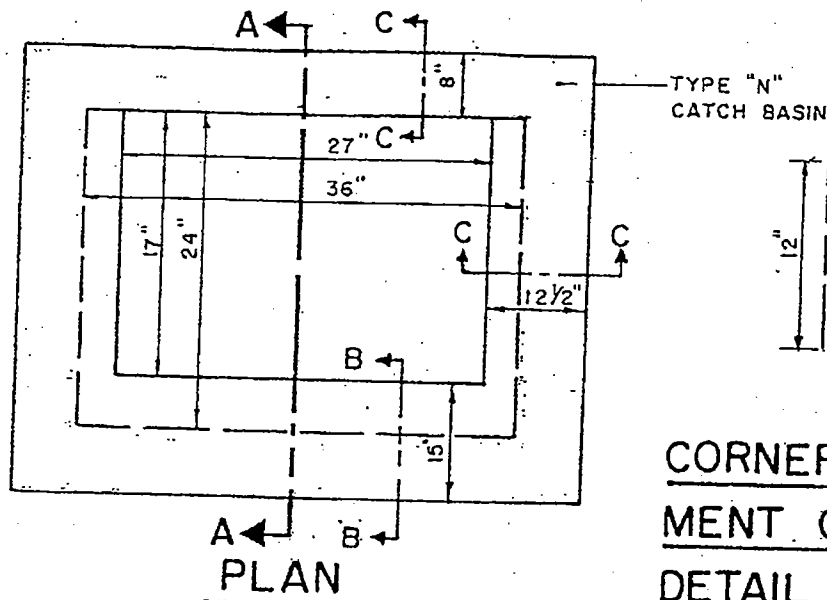 A
C
8"
TYPE "N"
CATCH BASIN
C
27"
36"
17"
24"
12"
C
C
12½"
B
15"
A
B
PLAN
CORNER
MENT
DETAIL